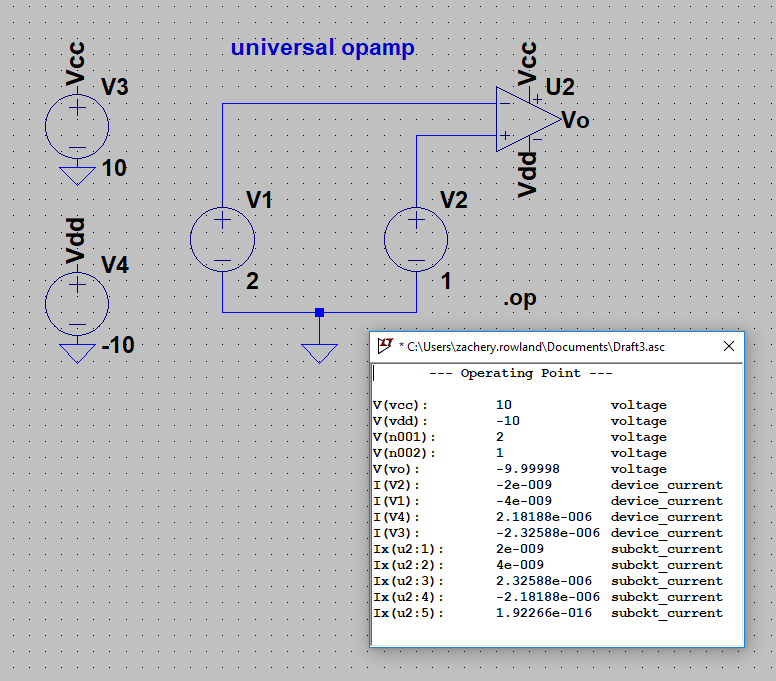 universal opamp
Vcc
V3
10
Vdd
V4
-10
V1
2
V2
1
Vcc
U2
Vo
Vdd
.op
* C:\Users\zachery.rowland\Documents\Draft3.asc
--- Operating Point ---
V(vcc): 10 voltage
V(vdd): -10 voltage
V(n001): 2 voltage
V(n002): 1 voltage
V(vo): -9.99998 voltage
I(V2): -2e-009 device_current
I(V1): -4e-009 device_current
I(V4): 2.18188e-006 device_current
I(V3): -2.32588e-006 device_current
Ix(u2:1): 2e-009 subckt_current
Ix(u2:2): 4e-009 subckt_current
Ix(u2:3): 2.32588e-006 subckt_current
Ix(u2:4): -2.18188e-006 subckt_current
Ix(u2:5): 1.92266e-016 subckt_current